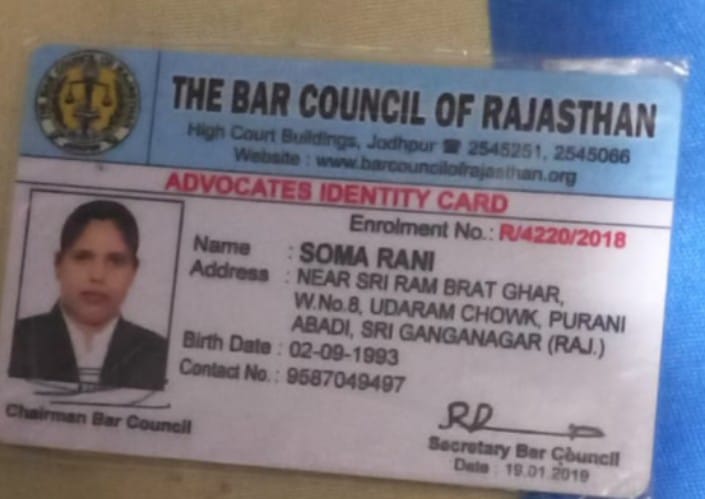 THE BAR COUNCIL OF RAJASTHAN
High Court Buildings, Jodhpur ☎ 2545251, 2545066
Website : www.barcouncilofrajasthan.org
ADVOCATES IDENTITY CARD
Enrolment No.: R/4220/2018
Name : SOMA RANI
Address : NEAR SRI RAM BRAT GHAR,
W.No.8, UDARAM CHOWK, PURANI
ABADI, SRI GANGANAGAR (RAJ.)
Birth Date : 02-09-1993
Contact No. : 9587049497
Chairman Bar Council
Secretary Bar Council
Date : 19.01.2019